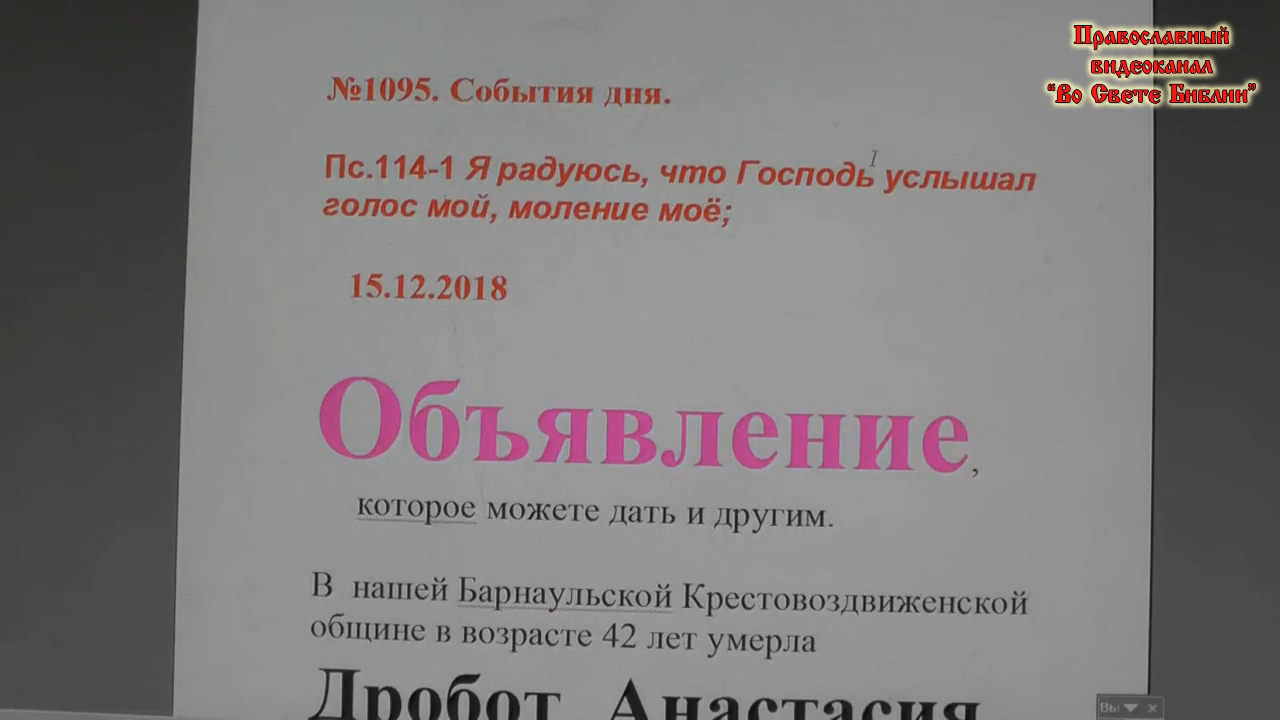 Православный
видеоканал
“Во Свете Библии”
№1095. События дня.
Пс.114-1 Я радуюсь, что Господь услышал
голос мой, моление моё;
15.12.2018
Объявление,
которое можете дать и другим.
В нашей Барнаульской Крестовоздвиженской
общине в возрасте 42 лет умерла
Дробот Анастасия
Вы